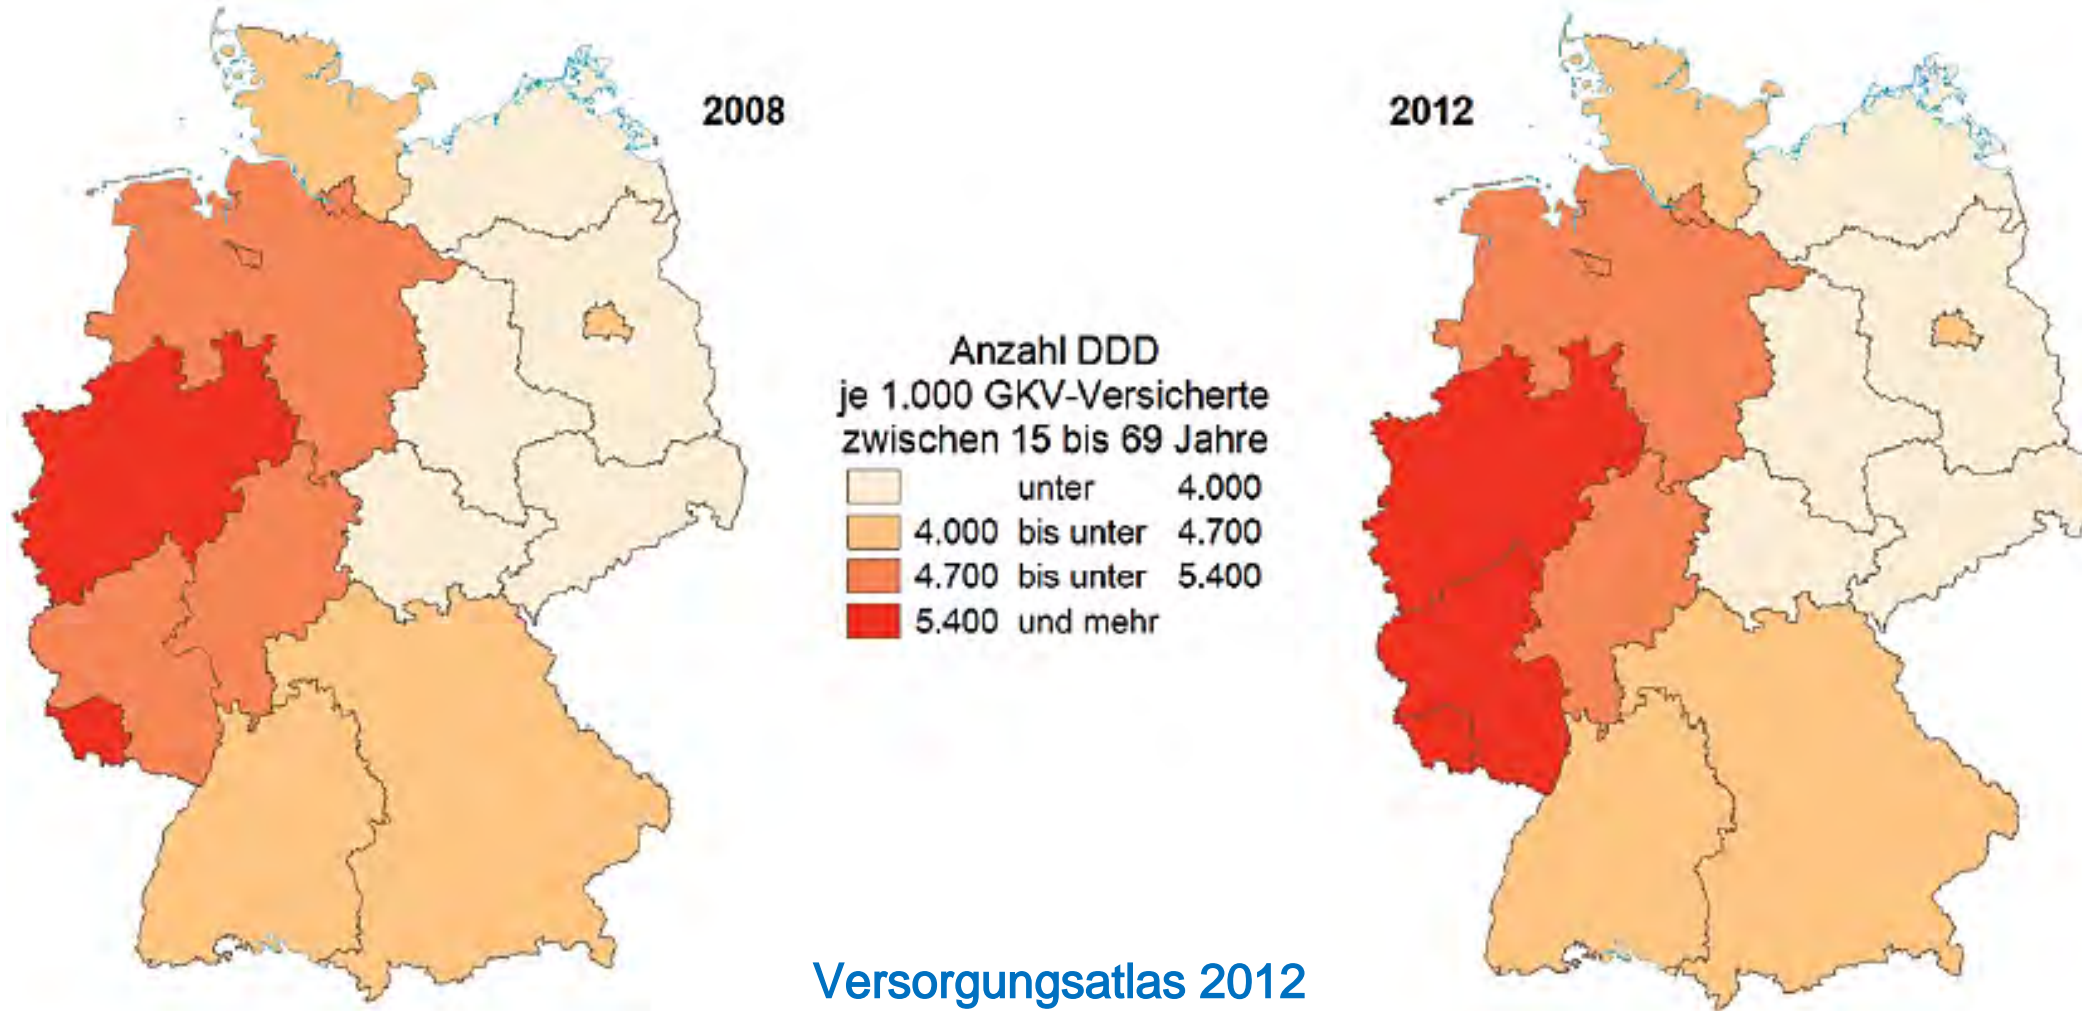 2008
2012
Anzahl DDD
je 1.000 GKV-Versicherte
zwischen 15 bis 69 Jahre
unter 4.000
4.000 bis unter 4.700
4.700 bis unter 5.400
5.400 und mehr
Versorgungsatlas 2012